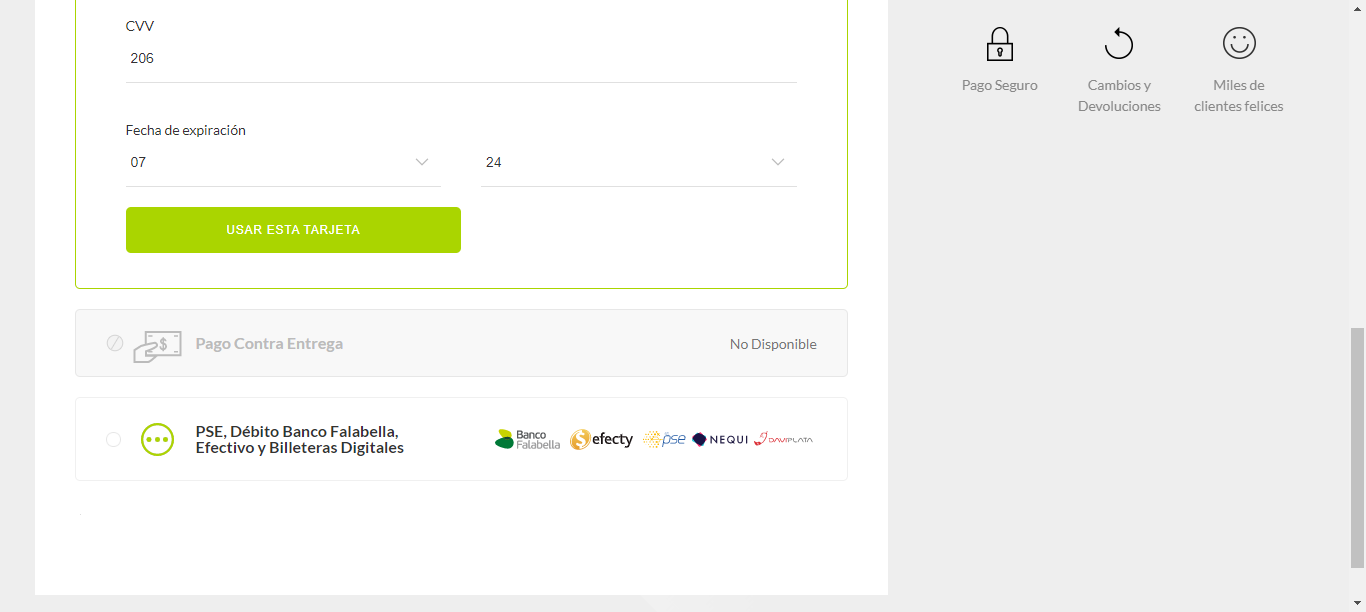 CVV
206
Fecha de expiración
07
24
USAR ESTA TARJETA
Pago Contra Entrega
No Disponible
PSE, Débito Banco Falabella,
Efectivo y Billeteras Digitales
Banco
Falabella
$efecty
pse
NEQUI
DAVIPLATA
Pago Seguro
Cambios y
Devoluciones
Miles de
clientes felices